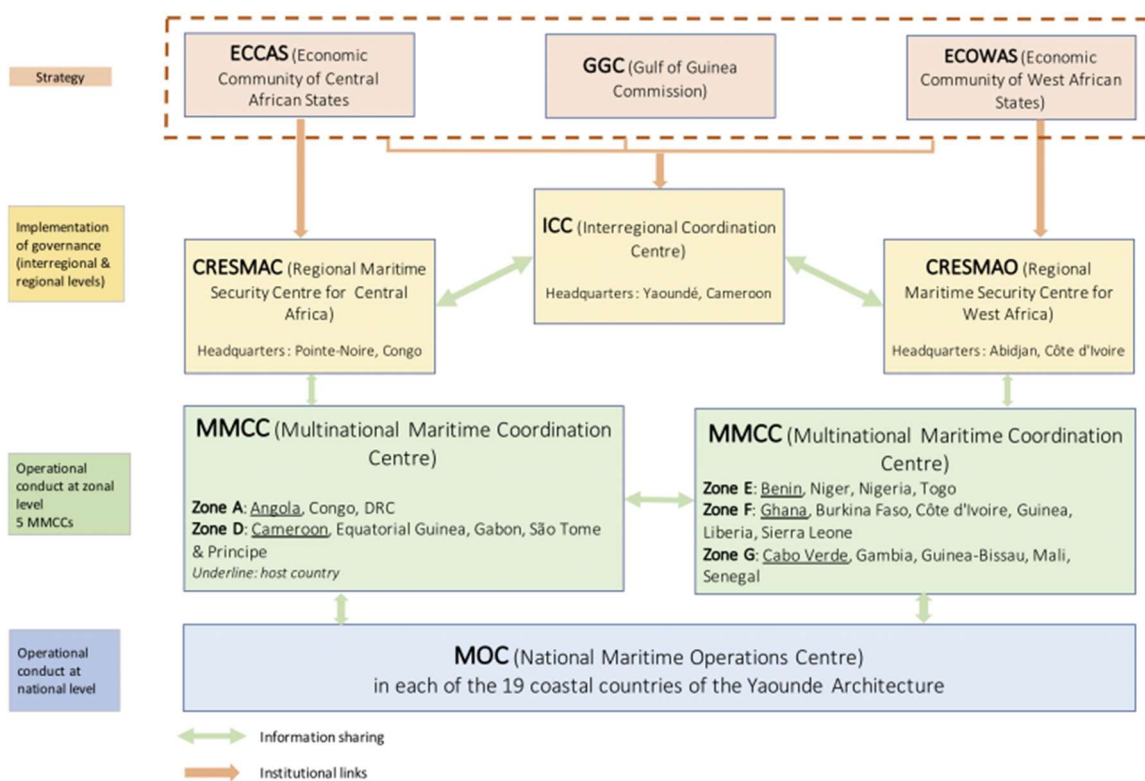 Strategy
ECCAS (Economic
Community of Central
African States
GGC (Gulf of Guinea
Commission)
ECOWAS (Economic
Community of West African
States)
Implementation
of governance
(interregional &
regional levels)
CRESMAC (Regional Maritime
Security Centre for Central
Africa)
Headquarters : Pointe-Noire, Congo
ICC (Interregional Coordination
Centre)
Headquarters : Yaoundé, Cameroon
CRESMAO (Regional
Maritime Security Centre for
West Africa)
Headquarters : Abidjan, Côte d'Ivoire
Operational
conduct at zonal
level
5 MMCCs
MMCC (Multinational Maritime Coordination
Centre)
Zone A: Angola, Congo, DRC
Zone D: Cameroon, Equatorial Guinea, Gabon, São Tome
& Principe
Underline: host country
MMCC (Multinational Maritime Coordination
Centre)
Zone E: Benin, Niger, Nigeria, Togo
Zone F: Ghana, Burkina Faso, Côte d'Ivoire, Guinea,
Liberia, Sierra Leone
Zone G: Cabo Verde, Gambia, Guinea-Bissau, Mali,
Senegal
Operational
conduct at
national level
MOC (National Maritime Operations Centre)
in each of the 19 coastal countries of the Yaounde Architecture
Information sharing
Institutional links